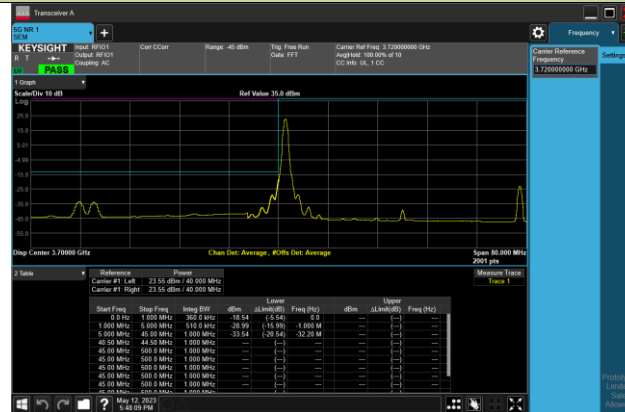 Transceiver A
5G NR 1
SEM
+
Frequency
KEYSIGHT
R T
PASS
Input: RFIO1
Output: RFIO1
Coupling: AC
Corr CCorr
Range: -45 dBm
Trig: Free Run
Gate: FFT
Carrier Ref Freq: 3.720000000 GHz
Avg|Hold: 100.00% of 10
CC Info: UL, 1 CC
Carrier Reference
Frequency
3.720000000 GHz
Settings
1 Graph
Scale/Div 10 dB
Ref Value 35.0 dBm
Log
25.0
15.0
5.01
-4.99
-15.0
-25.0
-35.0
-45.0
-55.0
Disp Center 3.70000 GHz
Chan Det: Average , #Offs Det: Average
Span 80.000 MHz
2001 pts
2 Table
Reference Power
Carrier #1: Left 23.55 dBm / 40.000 MHz
Carrier #1: Right 23.55 dBm / 40.000 MHz
Measure Trace
Trace 1
Lower Upper
Start Freq Stop Freq Integ BW dBm ΔLimit(dB) Freq (Hz) dBm ΔLimit(dB) Freq (Hz)
0.0 Hz 1.000 MHz 360.0 kHz -18.54 (-5.54) 0.0 --- (---) ---
1.000 MHz 5.000 MHz 510.0 kHz -28.99 (-15.99) -1.000 M --- (---) ---
5.000 MHz 45.00 MHz 1.000 MHz -33.54 (-20.54) -32.20 M --- (---) ---
40.50 MHz 44.50 MHz 1.000 MHz --- (---) --- --- (---) ---
45.00 MHz 500.0 MHz 1.000 MHz --- (---) --- --- (---) ---
45.00 MHz 500.0 MHz 1.000 MHz --- (---) --- --- (---) ---
45.00 MHz 500.0 MHz 1.000 MHz --- (---) --- --- (---) ---
45.00 MHz 500.0 MHz 1.000 MHz --- (---) --- --- (---) ---
45.00 MHz 500.0 MHz 1.000 MHz --- (---) --- --- (---) ---
?
May 12, 2023
5:48:09 PM